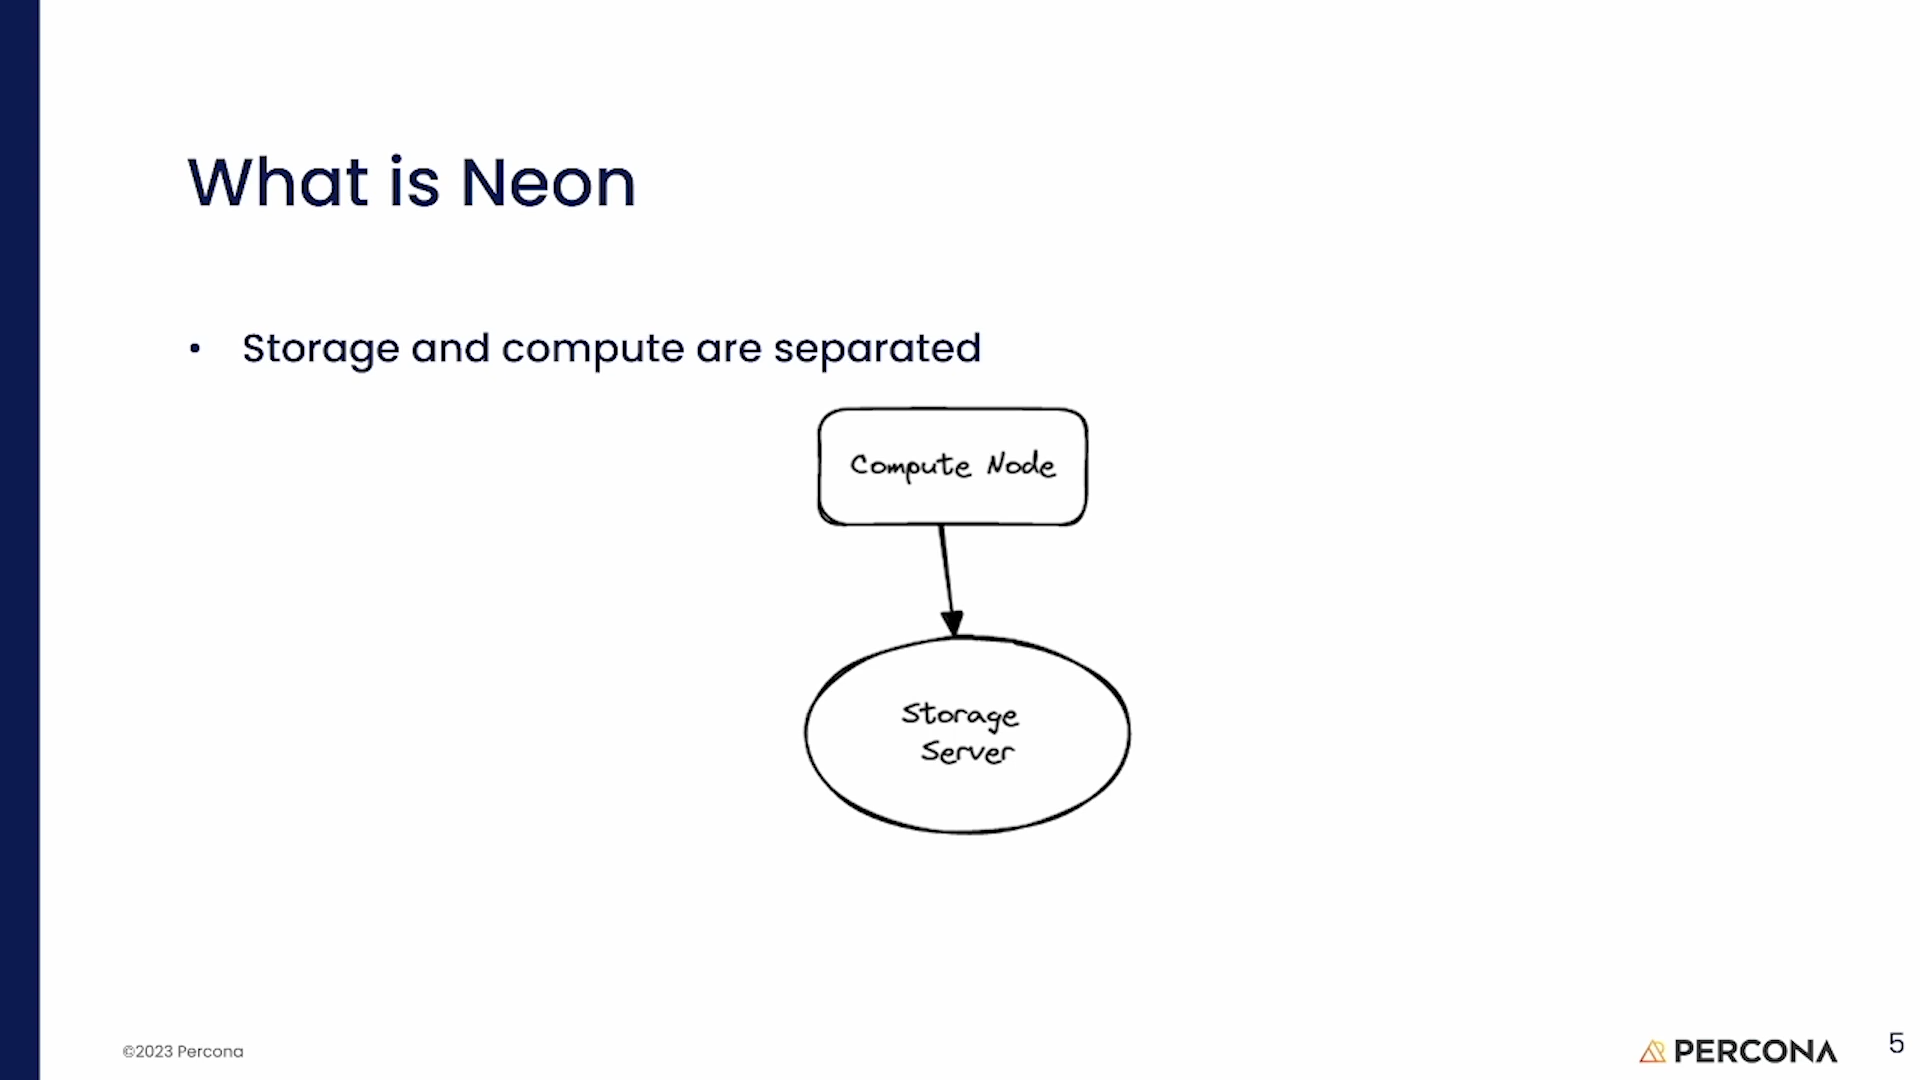 What is Neon
• Storage and compute are separated
Compute Node
Storage
Server
©2023 Percona
PERCONA
5